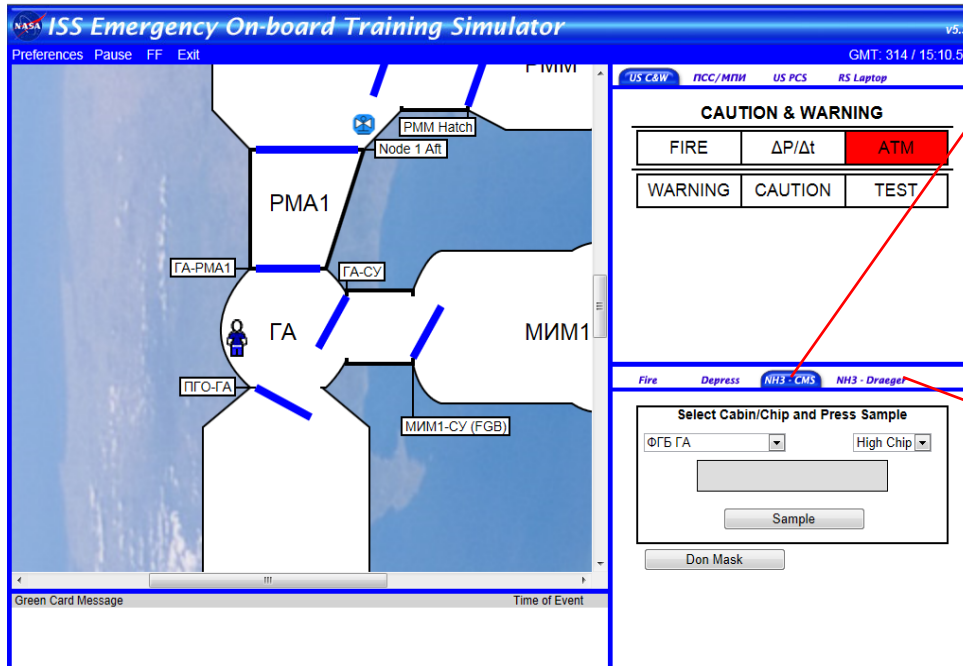 NASA ISS Emergency On-board Training Simulator
v5.
Preferences Pause FF Exit
GMT: 314 / 15:10.5
PMM
PMM Hatch
Node 1 Aft
PMA1
ГА-PMA1
ГА-СУ
ГА
МИМ1
ПГО-ГА
МИМ1-СУ (FGB)
Green Card Message Time of Event
US C&W ПСС/МПИ US PCS RS Laptop
CAUTION & WARNING
FIRE ΔP/Δt ATM
WARNING CAUTION TEST
Fire Depress NH3 - CMS NH3 - Draeger
Select Cabin/Chip and Press Sample
ФГБ ГА High Chip
Sample
Don Mask